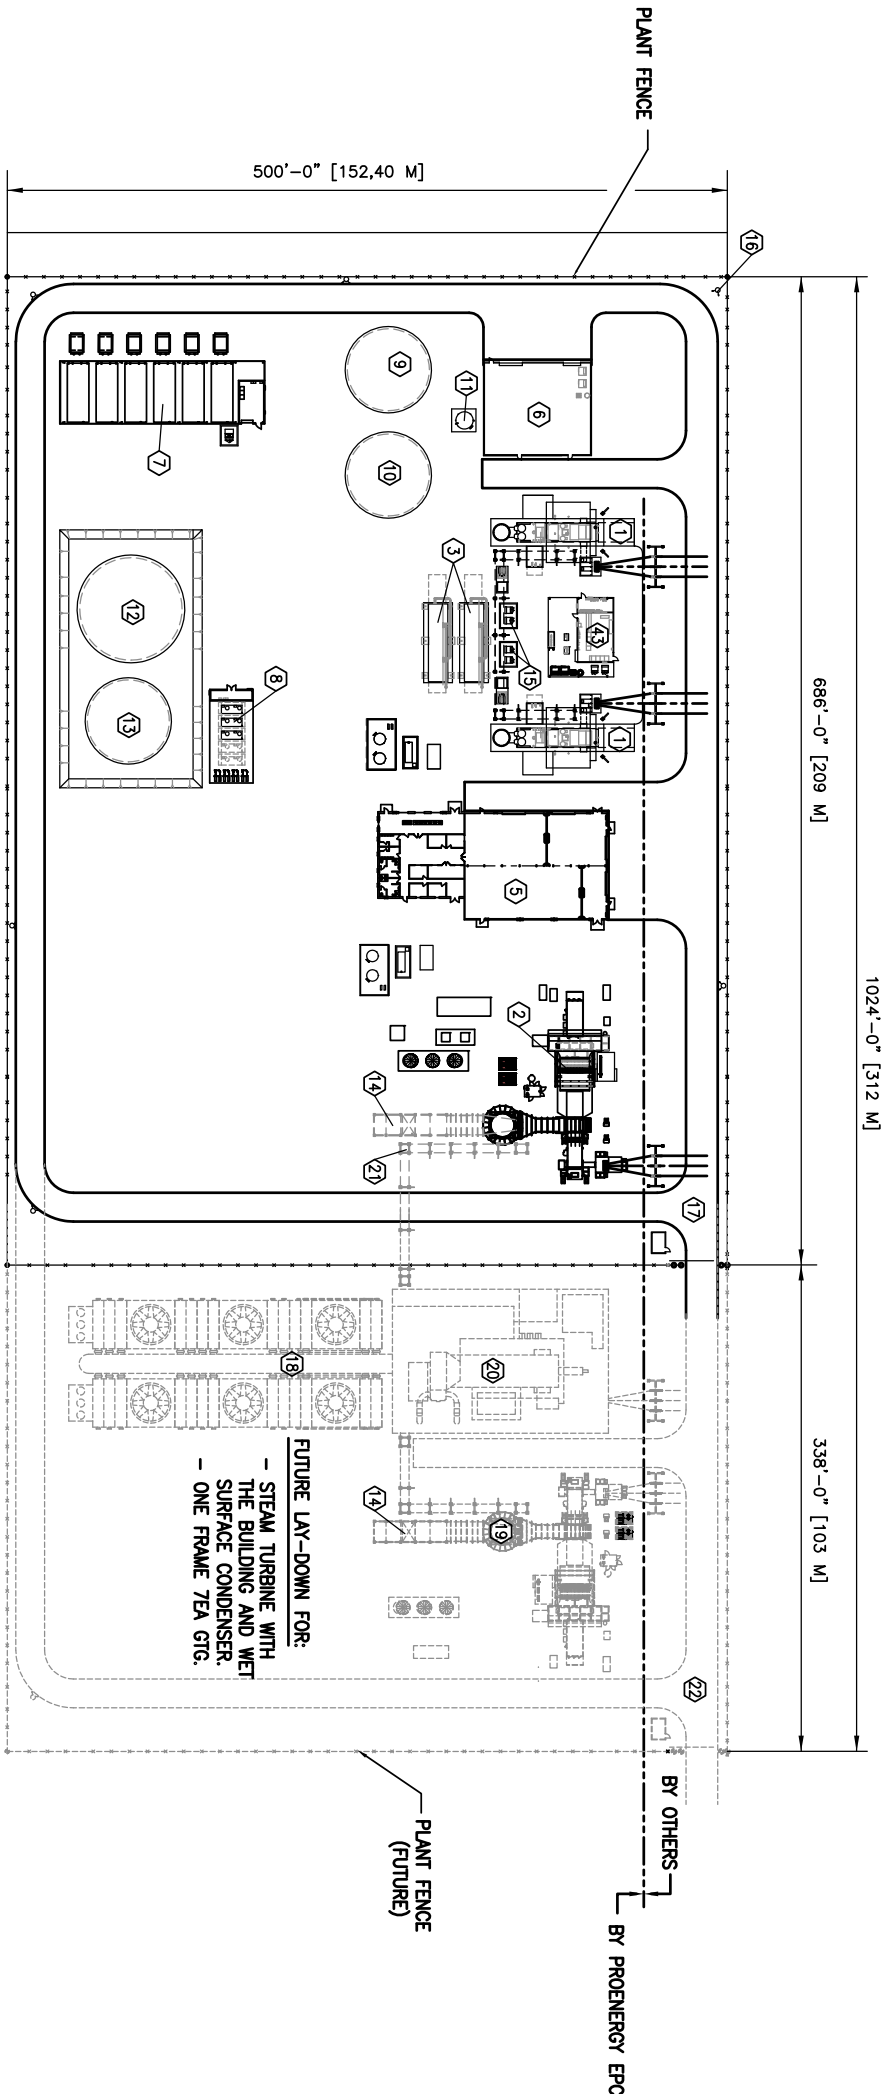 PLANT FENCE
500'-0" [152,40 M]
16
686'-0" [209 M]
1024'-0" [312 M]
338'-0" [103 M]
9
11
6
10
7
1
3
43
15
12
13
8
1
5
2
14
21
17
18
20
14
19
22
FUTURE LAY-DOWN FOR:
- STEAM TURBINE WITH
THE BUILDING AND WET
SURFACE CONDENSER.
- ONE FRAME 7EA GTG.
PLANT FENCE
(FUTURE)
BY OTHERS
BY PROENERGY EPC